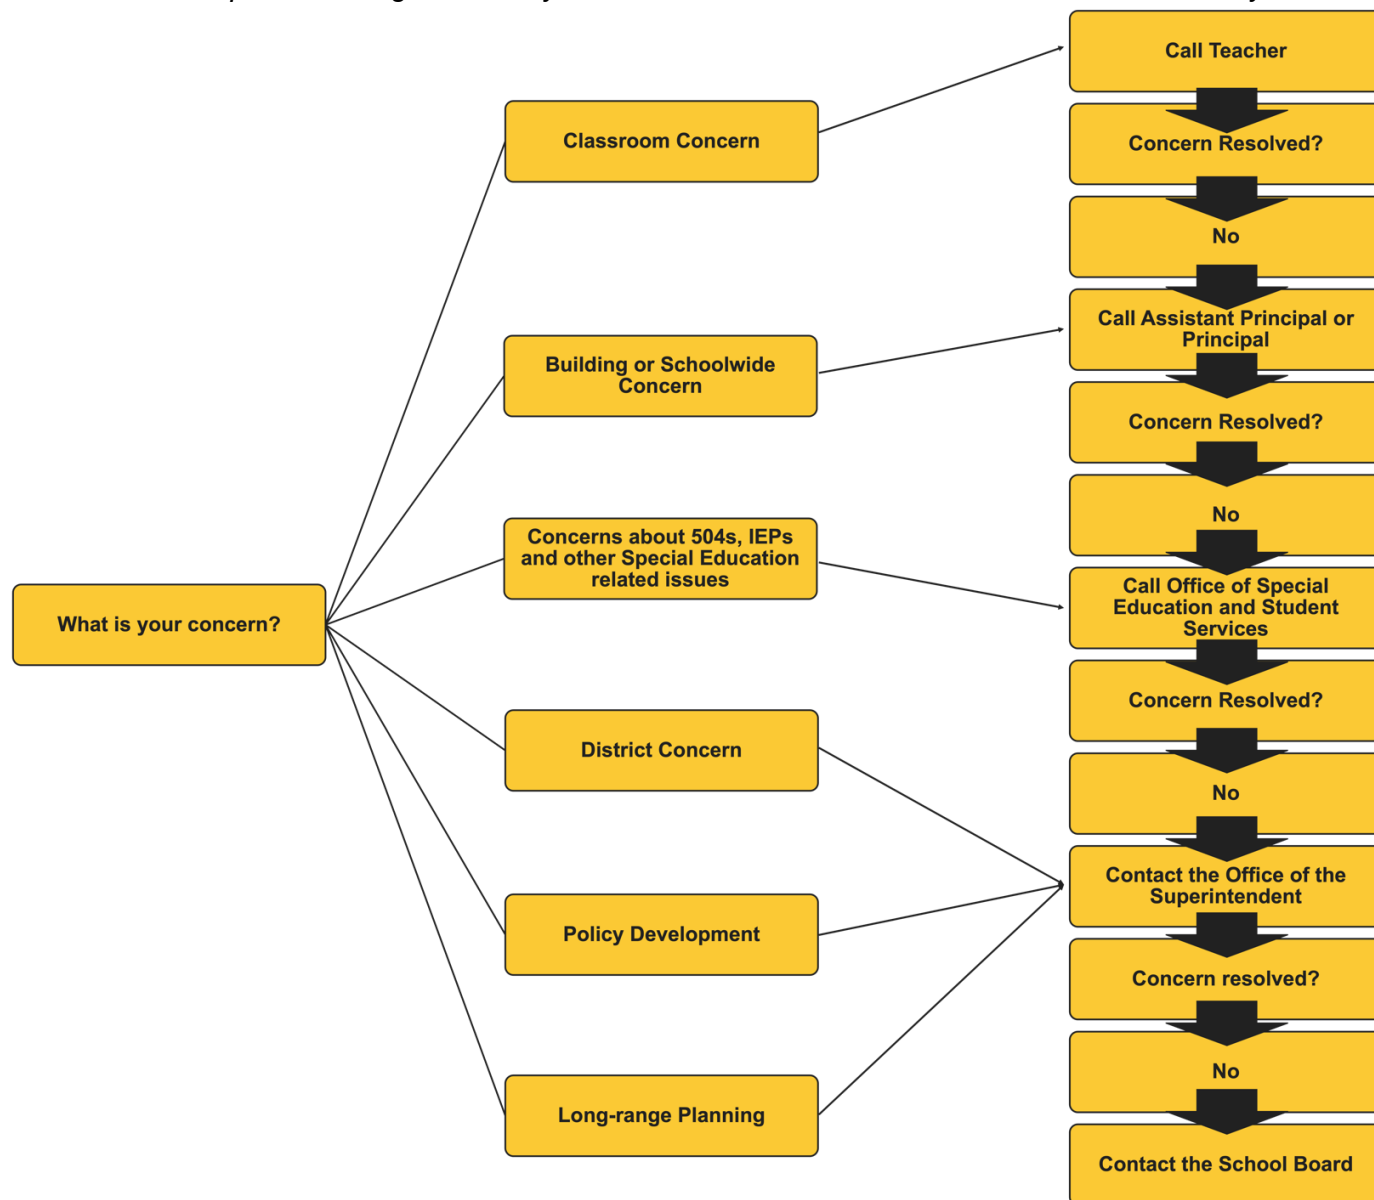 What is your concern?
Classroom Concern
Building or Schoolwide
Concern
Concerns about 504s, IEPs
and other Special Education
related issues
District Concern
Policy Development
Long-range Planning
Call Teacher
Concern Resolved?
No
Call Assistant Principal or
Principal
Concern Resolved?
No
Call Office of Special
Education and Student
Services
Concern Resolved?
No
Contact the Office of the
Superintendent
Concern resolved?
No
Contact the School Board